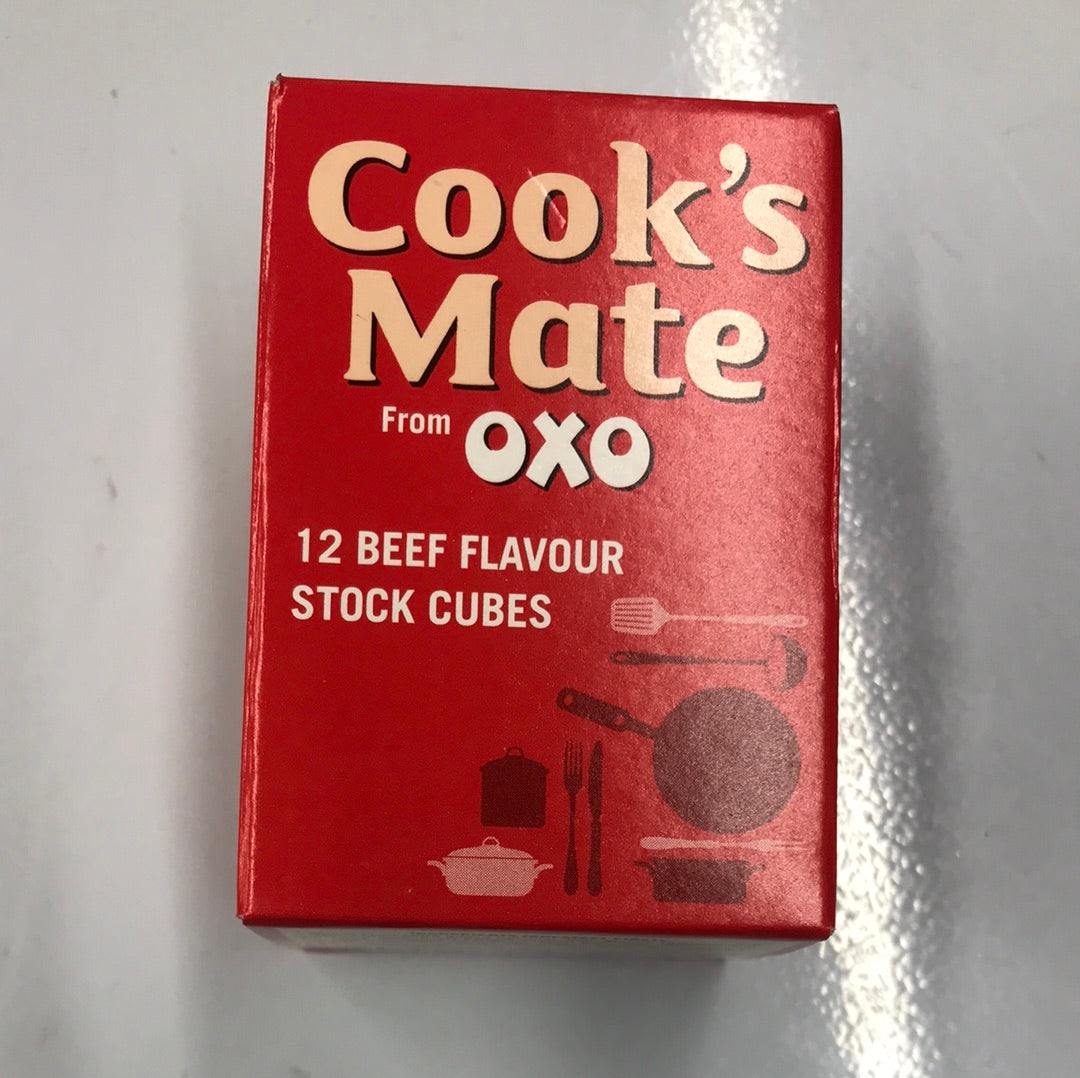 Cook's
Mate
From OXO
12 BEEF FLAVOUR
STOCK CUBES